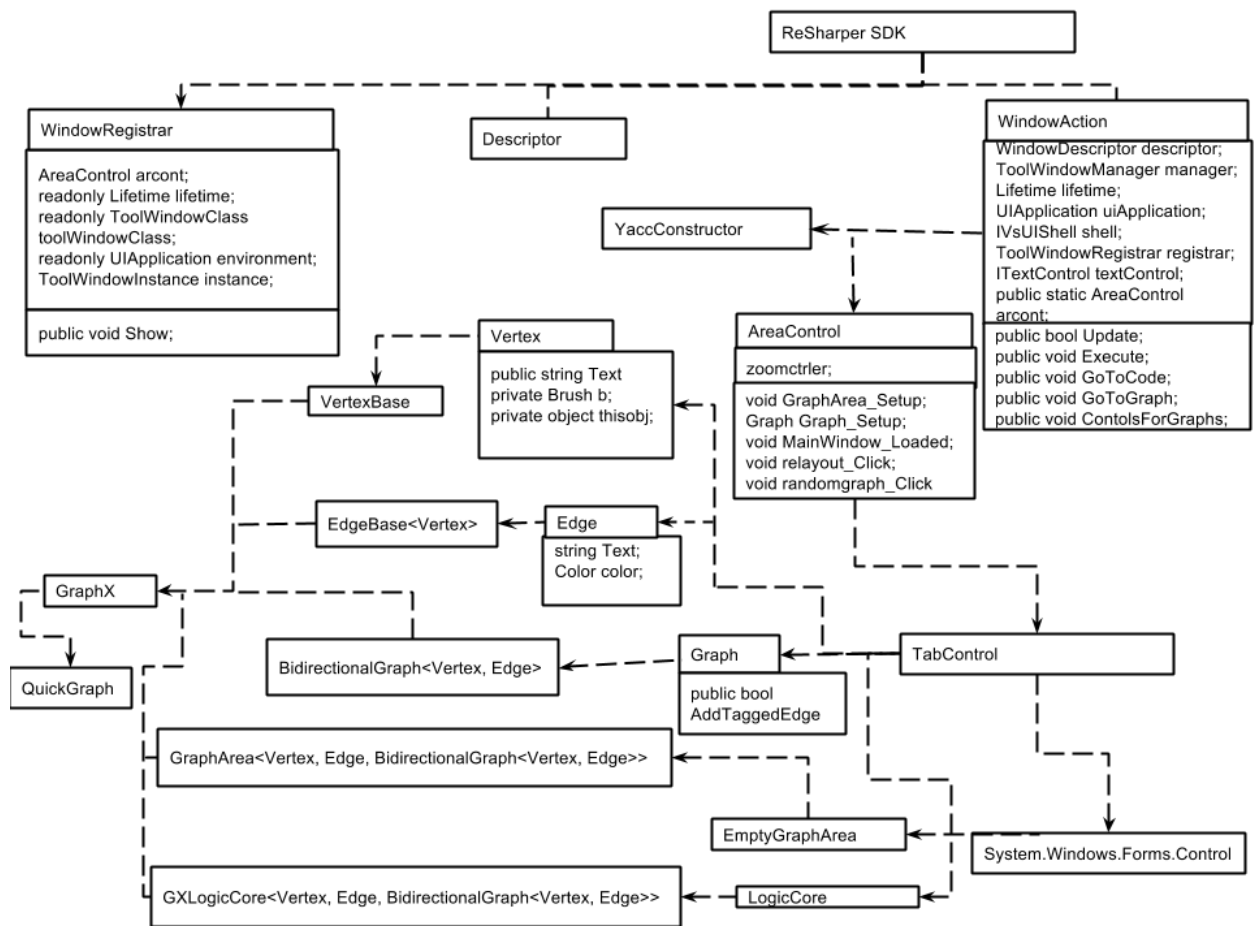 ReSharper SDK
WindowRegistrar
AreaControl arcont;
readonly Lifetime lifetime;
readonly ToolWindowClass
toolWindowClass;
readonly UIApplication environment;
ToolWindowInstance instance;
public void Show;
Descriptor
WindowAction
WindowDescriptor descriptor;
ToolWindowManager manager;
Lifetime lifetime;
UIApplication uiApplication;
IVsUIShell shell;
ToolWindowRegistrar registrar;
ITextControl textControl;
public static AreaControl
arcont;
public bool Update;
public void Execute;
public void GoToCode;
public void GoToGraph;
public void ContolsForGraphs;
YaccConstructor
AreaControl
zoomctrler;
void GraphArea_Setup;
Graph Graph_Setup;
void MainWindow_Loaded;
void relayout_Click;
void randomgraph_Click
Vertex
public string Text
private Brush b;
private object thisobj;
VertexBase
EdgeBase<Vertex>
Edge
string Text;
Color color;
GraphX
QuickGraph
BidirectionalGraph<Vertex, Edge>
Graph
public bool
AddTaggedEdge
TabControl
GraphArea<Vertex, Edge, BidirectionalGraph<Vertex, Edge>>
EmptyGraphArea
System.Windows.Forms.Control
GXLogicCore<Vertex, Edge, BidirectionalGraph<Vertex, Edge>>
LogicCore